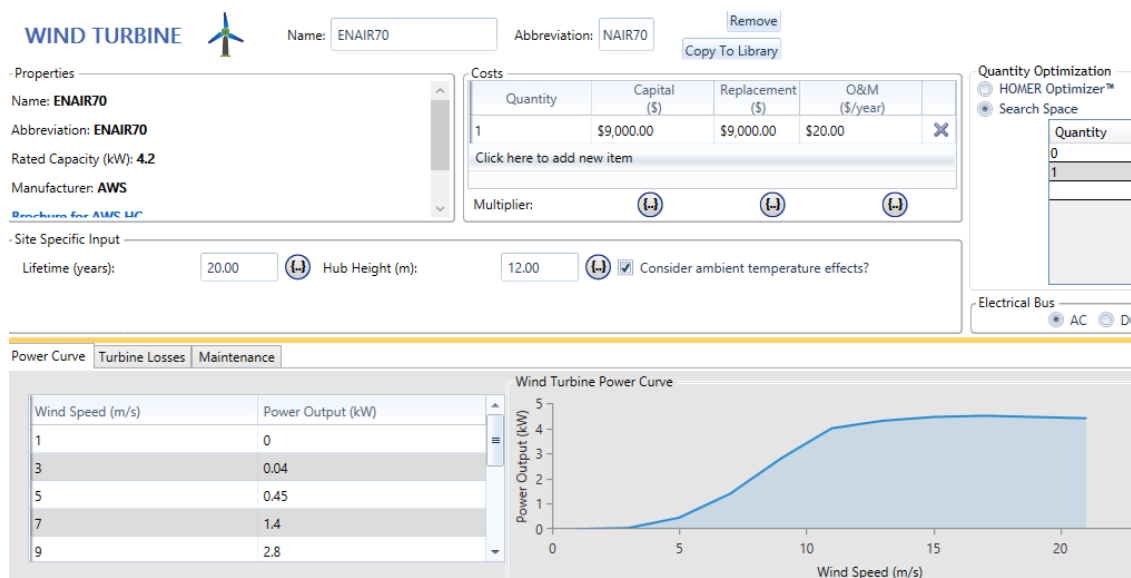 WIND TURBINE
Name: ENAIR70
Abbreviation: NAIR70
Remove
Copy To Library
Properties
Name: ENAIR70
Abbreviation: ENAIR70
Rated Capacity (kW): 4.2
Manufacturer: AWS
Brochure for AWS HC
Costs
Quantity Capital ($) Replacement ($) O&M ($/year)
1 $9,000.00 $9,000.00 $20.00
Click here to add new item
Multiplier: {..} {..} {..}
Quantity Optimization
HOMER Optimizer™
Search Space
Quantity
0
1
Site Specific Input
Lifetime (years): 20.00 {..} Hub Height (m): 12.00 {..} Consider ambient temperature effects?
Electrical Bus
AC
Power Curve Turbine Losses Maintenance
Wind Speed (m/s) Power Output (kW)
1 0
3 0.04
5 0.45
7 1.4
9 2.8
Wind Turbine Power Curve
Power Output (kW)
5
4
3
2
1
0
0 5 10 15 20
Wind Speed (m/s)